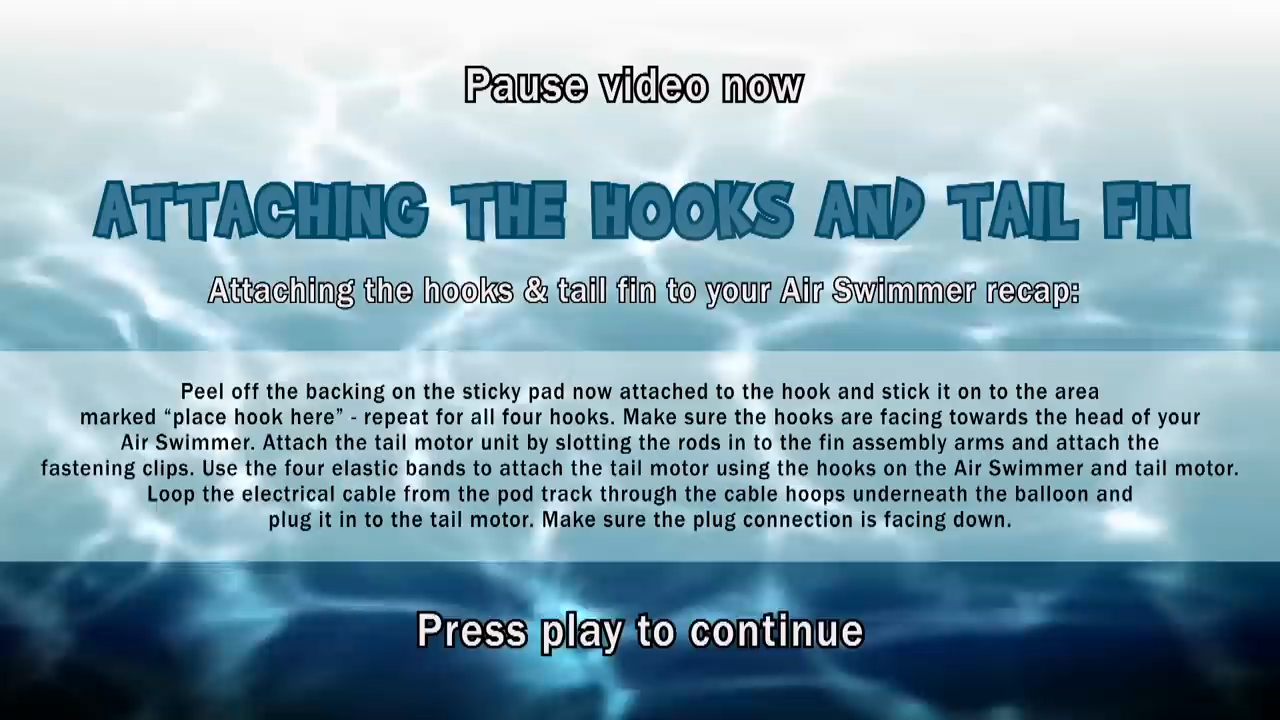 Pause video now
ATTACHING THE HOOKS AND TAIL FIN
Attaching the hooks & tail fin to your Air Swimmer recap:
Peel off the backing on the sticky pad now attached to the hook and stick it on to the area
marked “place hook here” - repeat for all four hooks. Make sure the hooks are facing towards the head of your
Air Swimmer. Attach the tail motor unit by slotting the rods in to the fin assembly arms and attach the
fastening clips. Use the four elastic bands to attach the tail motor using the hooks on the Air Swimmer and tail motor.
Loop the electrical cable from the pod track through the cable hoops underneath the balloon and
plug it in to the tail motor. Make sure the plug connection is facing down.
Press play to continue